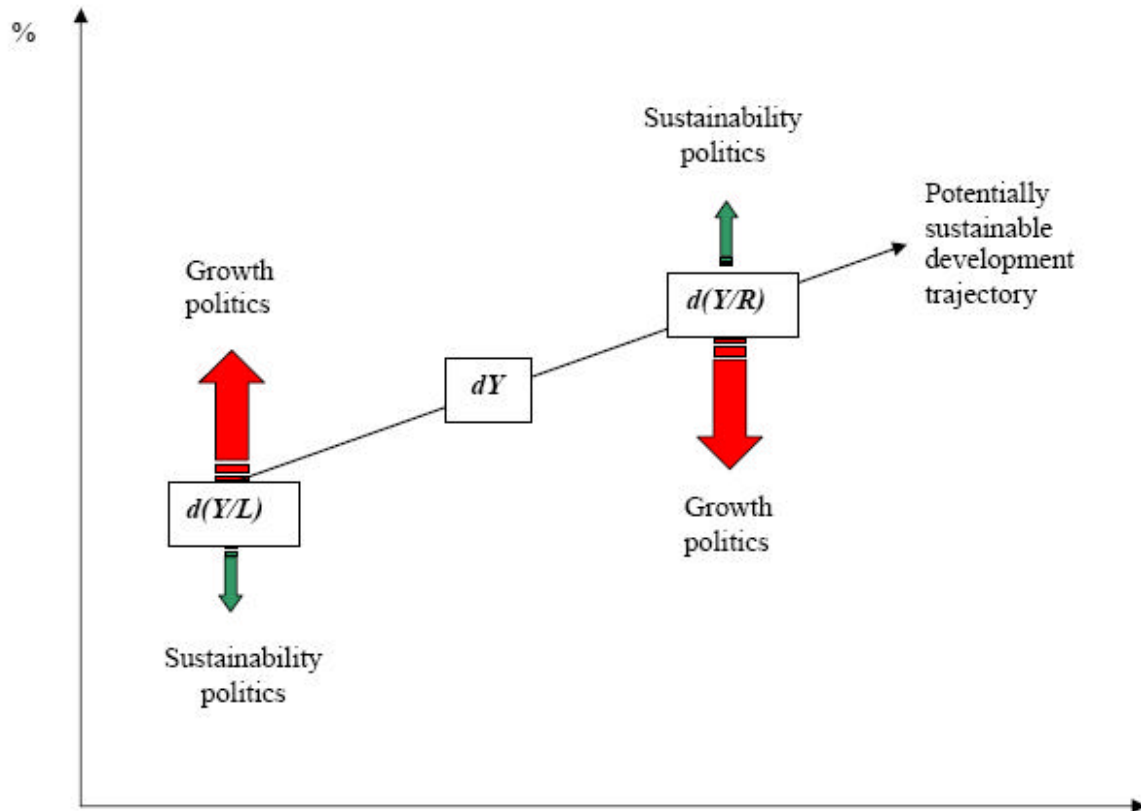 %
Sustainability
politics
Potentially
sustainable
development
trajectory
Growth
politics
d(Y/R)
dY
d(Y/L)
Growth
politics
Sustainability
politics